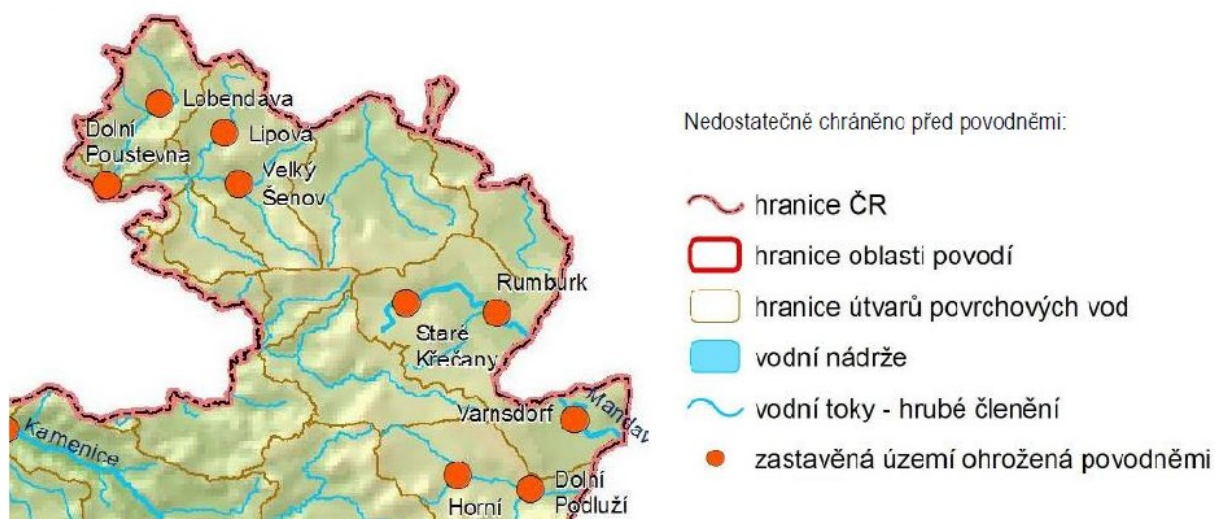 Lobendava
Dolní
Poustevna
Lipová
Velký
Šenov
Rumburk
Staré
Křečany
Varnsdorf
Mandav
Kamenice
Horní
Dolní
Podluží
Nedostatečně chráněno před povodněmi:
hranice ČR
hranice oblasti povodí
hranice útvarů povrchových vod
vodní nádrže
vodní toky - hrubé členění
zastavěná území ohrožená povodněmi